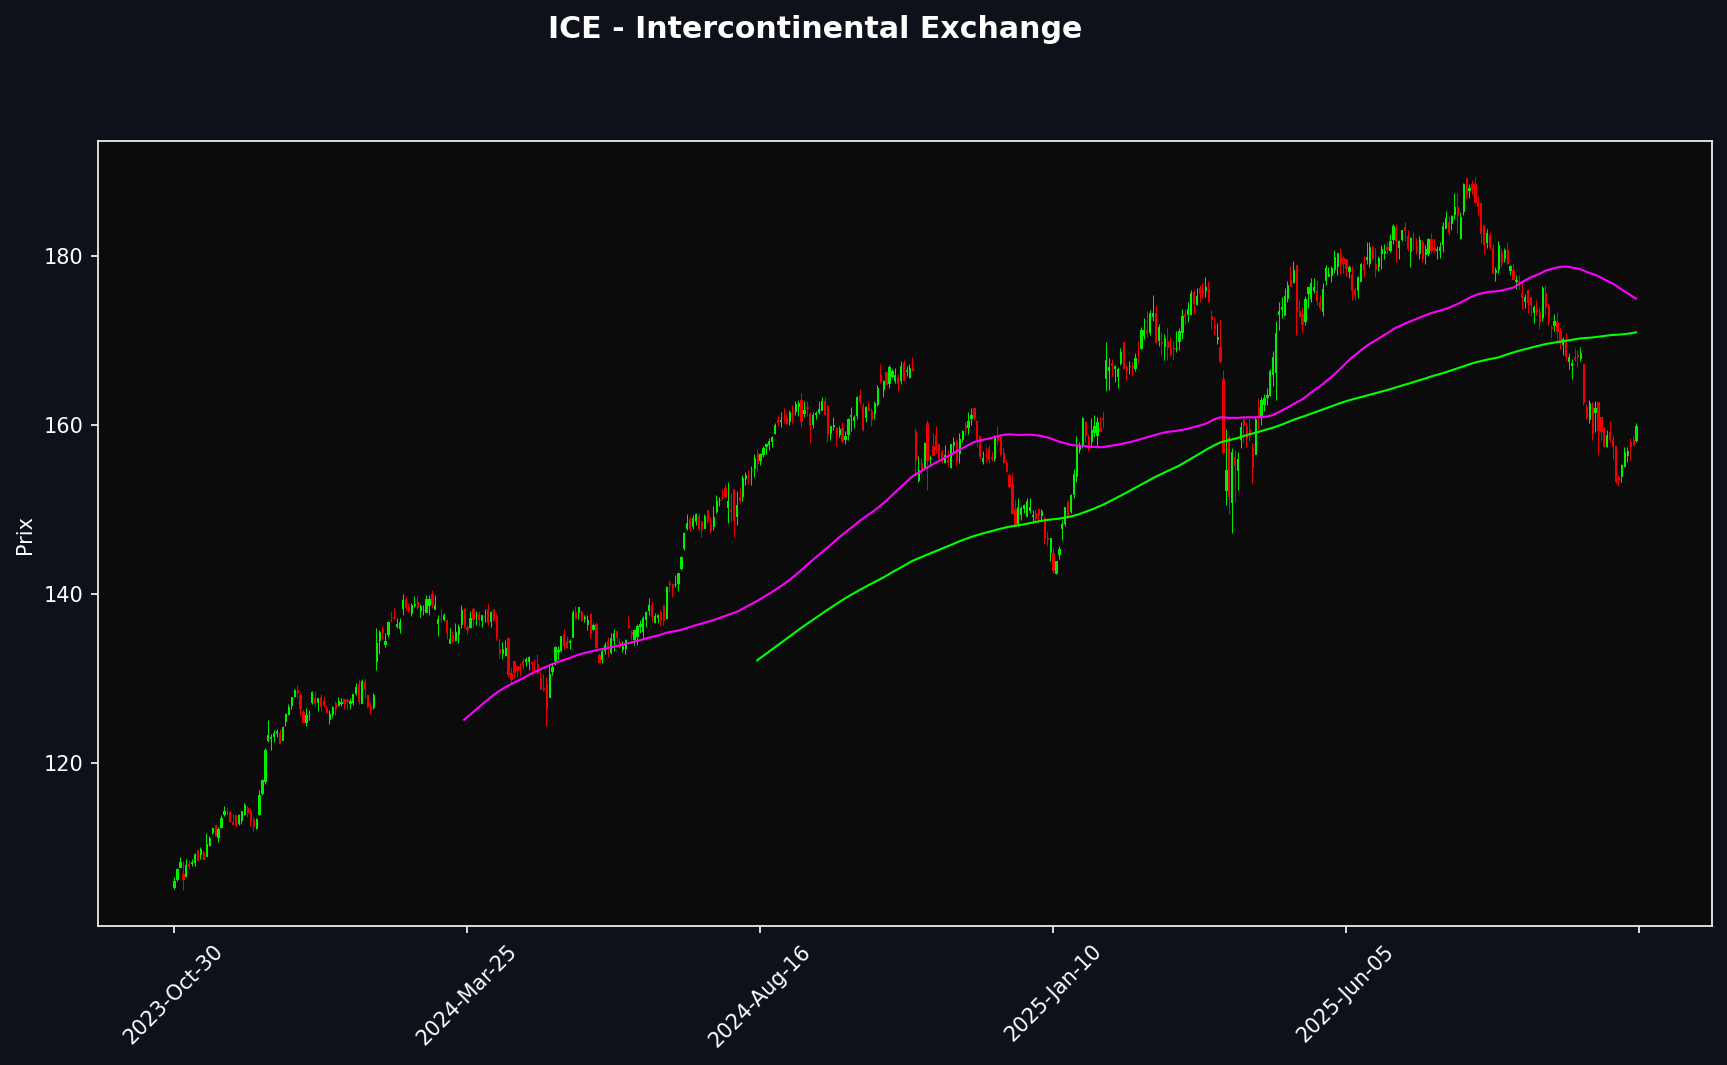 ICE - Intercontinental Exchange
Prix
180
160
140
120
2023-Oct-30
2024-Mar-25
2024-Aug-16
2025-Jan-10
2025-Jun-05